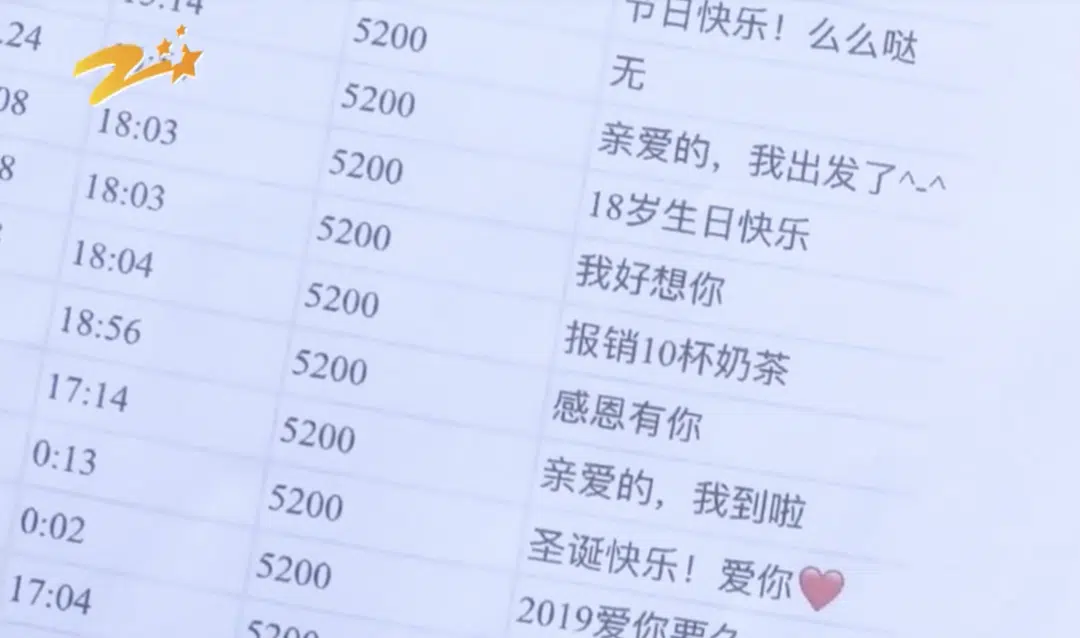 节日快乐！么么哒
5200 无
.24 5200 亲爱的，我出发了^-^
08 18:03 5200 18岁生日快乐
8 18:03 5200 我好想你
18:04 5200 报销10杯奶茶
18:56 5200 感恩有你
17:14 5200 亲爱的，我到啦
0:13 5200 圣诞快乐！爱你❤
0:02 5200 2019爱你要久
17:04 5200